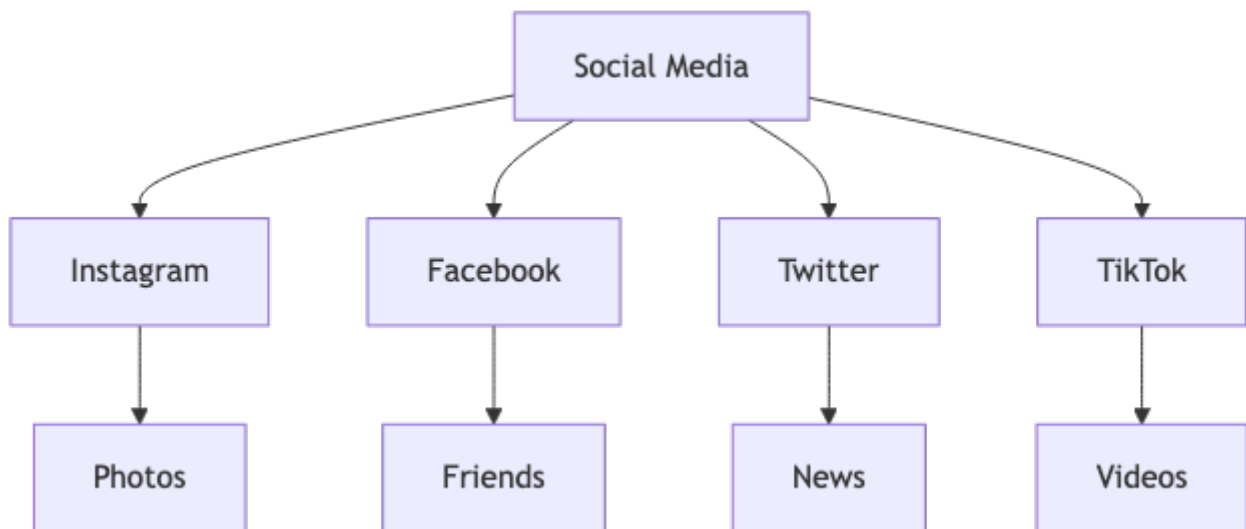 Social Media
Instagram
Facebook
Twitter
TikTok
Photos
Friends
News
Videos